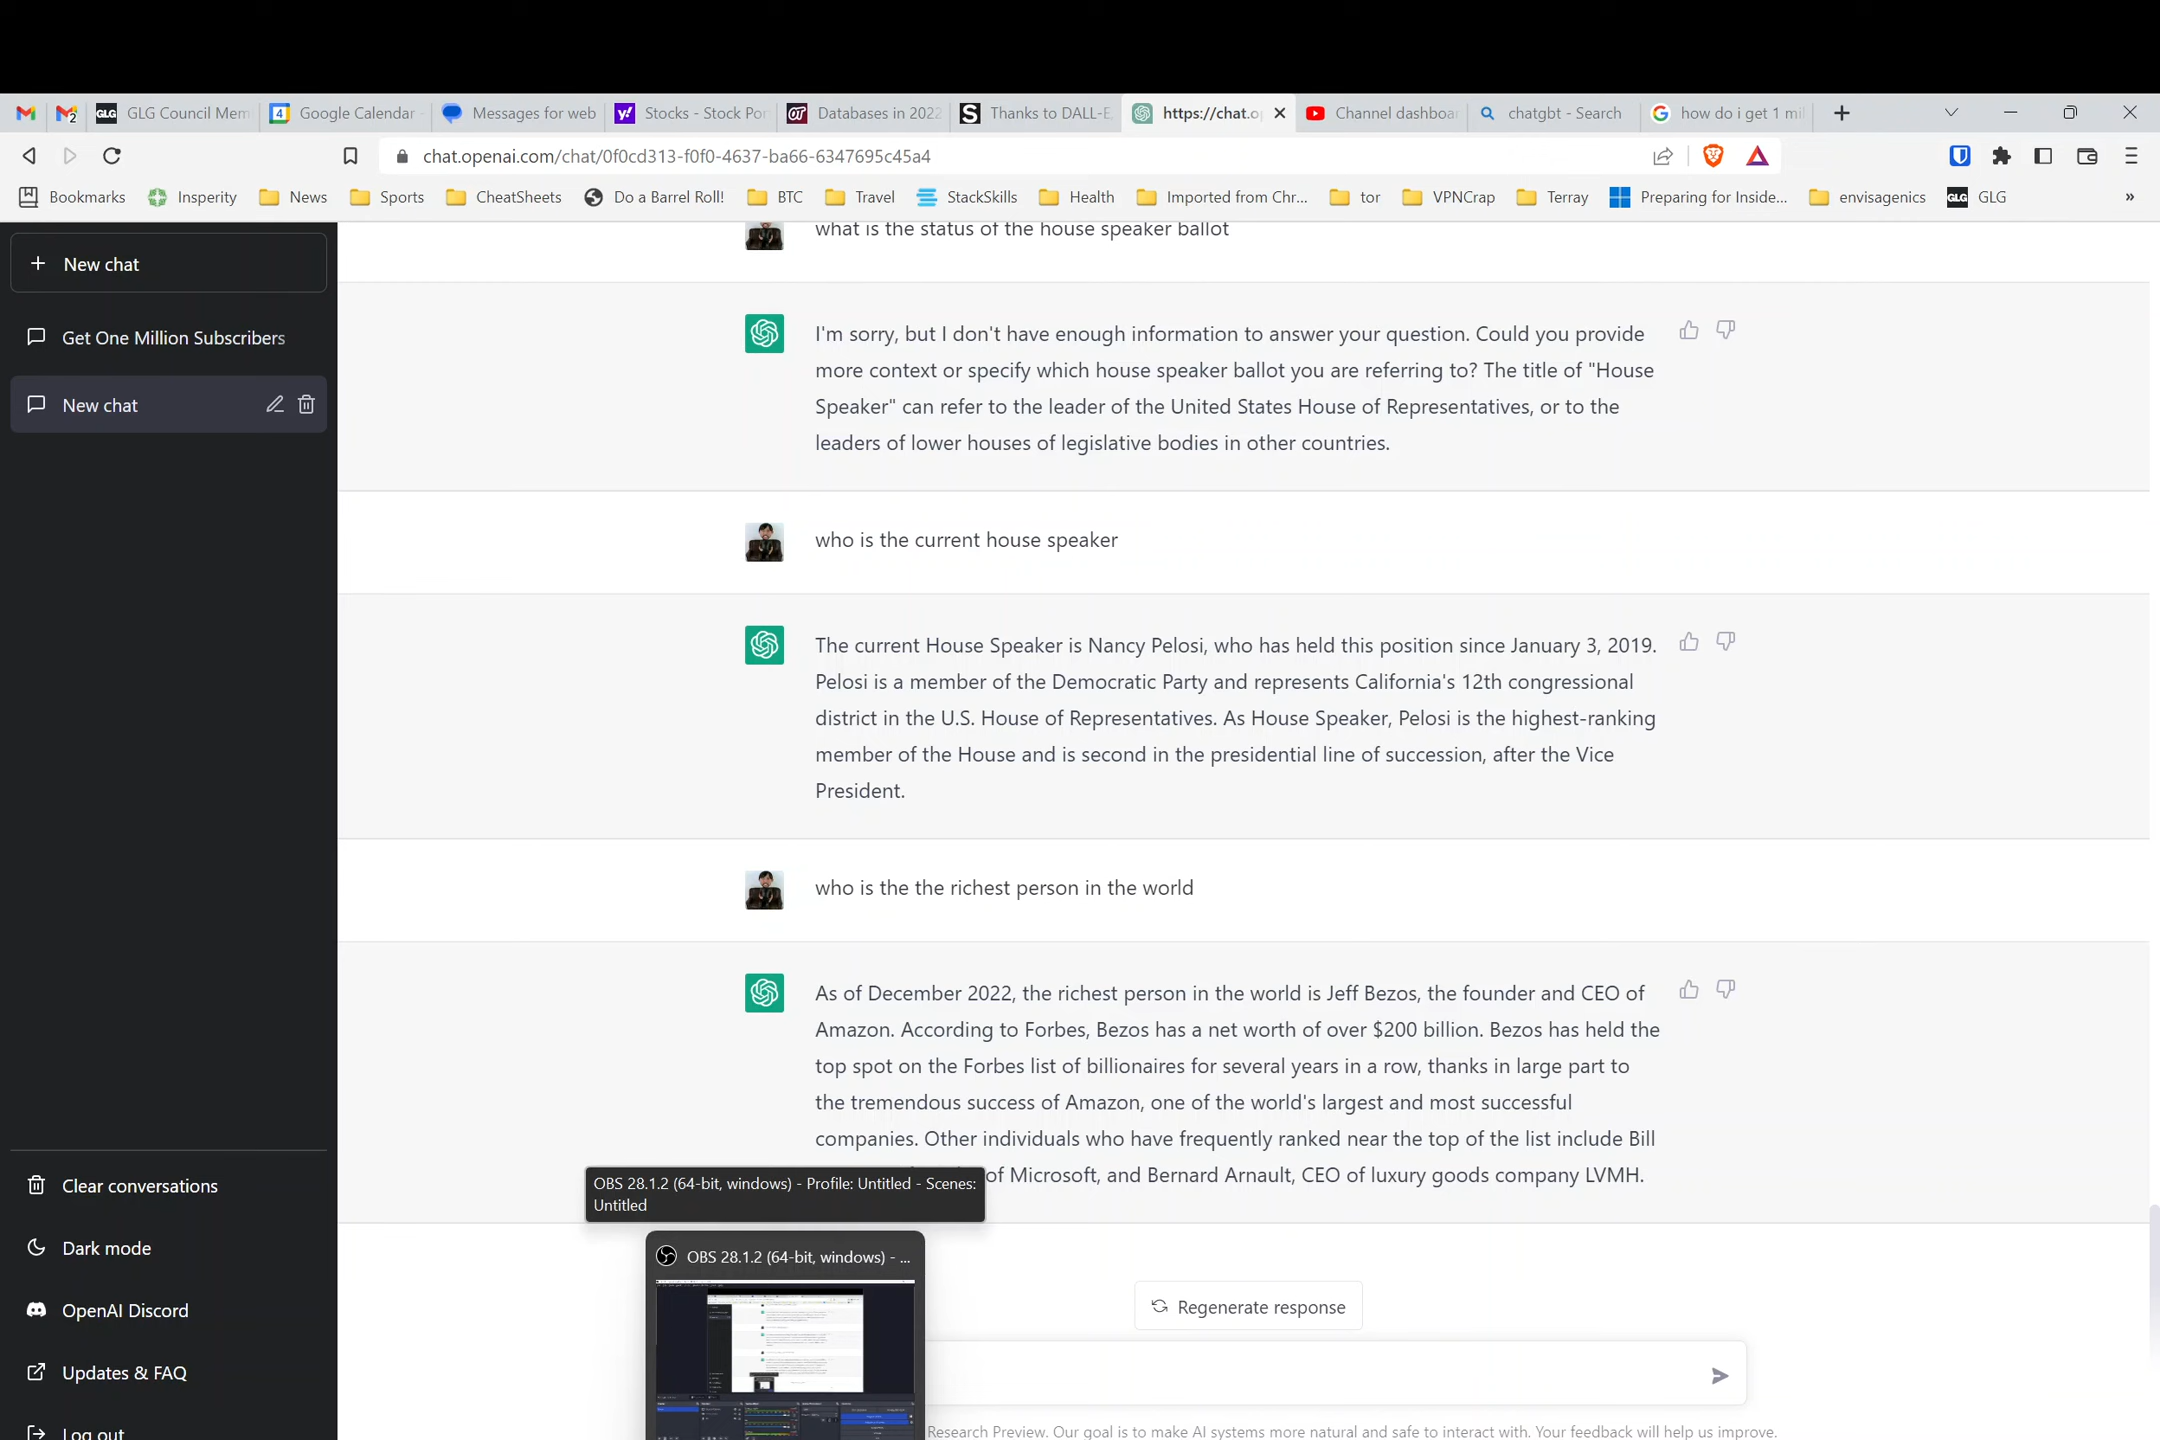 2
GLG
GLG Council Mem
4
Google Calendar -
Messages for web
y!
Stocks - Stock Por
OT
Databases in 2022
S
Thanks to DALL-E
https://chat.o
Channel dashboa
chatgbt - Search
how do i get 1 mil
chat.openai.com/chat/0f0cd313-f0f0-4637-ba66-6347695c45a4
Bookmarks
Insperity
News
Sports
CheatSheets
Do a Barrel Roll!
BTC
Travel
StackSkills
Health
Imported from Chr...
tor
VPNCrap
Terray
Preparing for Inside...
envisagenics
GLG
GLG
»
New chat
Get One Million Subscribers
New chat
what is the status of the house speaker ballot
I'm sorry, but I don't have enough information to answer your question. Could you provide
more context or specify which house speaker ballot you are referring to? The title of "House
Speaker" can refer to the leader of the United States House of Representatives, or to the
leaders of lower houses of legislative bodies in other countries.
who is the current house speaker
The current House Speaker is Nancy Pelosi, who has held this position since January 3, 2019.
Pelosi is a member of the Democratic Party and represents California's 12th congressional
district in the U.S. House of Representatives. As House Speaker, Pelosi is the highest-ranking
member of the House and is second in the presidential line of succession, after the Vice
President.
who is the the richest person in the world
As of December 2022, the richest person in the world is Jeff Bezos, the founder and CEO of
Amazon. According to Forbes, Bezos has a net worth of over $200 billion. Bezos has held the
top spot on the Forbes list of billionaires for several years in a row, thanks in large part to
the tremendous success of Amazon, one of the world's largest and most successful
companies. Other individuals who have frequently ranked near the top of the list include Bill
of Microsoft, and Bernard Arnault, CEO of luxury goods company LVMH.
OBS 28.1.2 (64-bit, windows) - Profile: Untitled - Scenes:
Untitled
OBS 28.1.2 (64-bit, windows) - ...
Regenerate response
Research Preview. Our goal is to make AI systems more natural and safe to interact with. Your feedback will help us improve.
Clear conversations
Dark mode
OpenAI Discord
Updates & FAQ
Log out